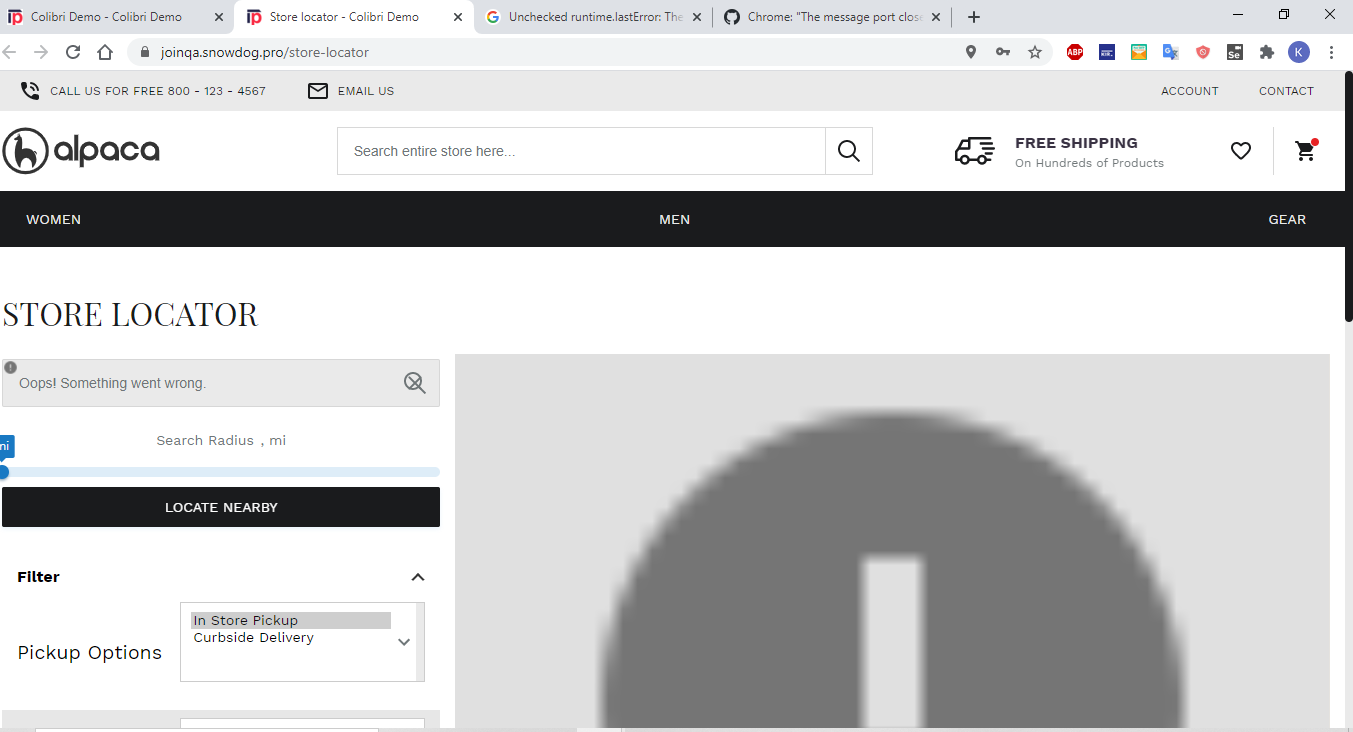 Colibri Demo - Colibri Demo
Store locator - Colibri Demo
Unchecked runtime.lastError: The
Chrome: "The message port clos
joinqa.snowdog.pro/store-locator
ABP
Se
K
CALL US FOR FREE 800 - 123 - 4567
EMAIL US
ACCOUNT
CONTACT
alpaca
Search entire store here...
FREE SHIPPING
On Hundreds of Products
WOMEN
MEN
GEAR
STORE LOCATOR
Oops! Something went wrong.
Search Radius , mi
mi
LOCATE NEARBY
Filter
Pickup Options
In Store Pickup
Curbside Delivery